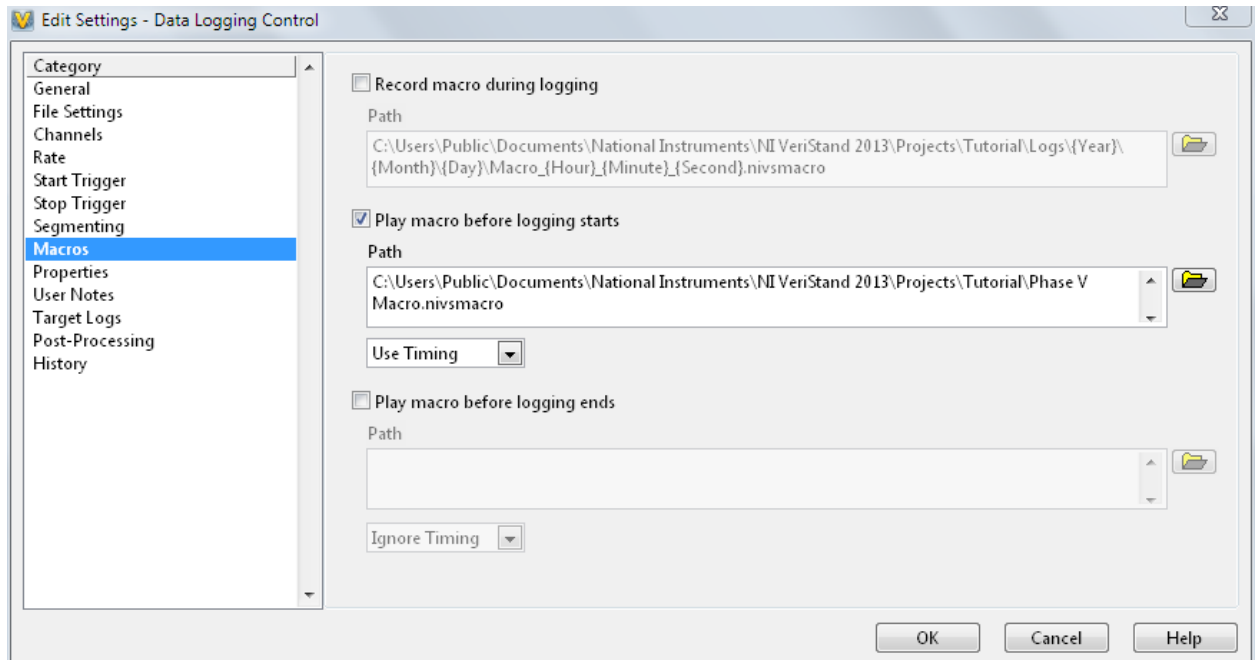 Edit Settings - Data Logging Control
Category
General
File Settings
Channels
Rate
Start Trigger
Stop Trigger
Segmenting
Macros
Properties
User Notes
Target Logs
Post-Processing
History
Record macro during logging
Path
C:\Users\Public\Documents\National Instruments\NI VeriStand 2013\Projects\Tutorial\Logs\{Year}\
{Month}\{Day}\Macro_{Hour}_{Minute}_{Second}.nivsmacro
Play macro before logging starts
Path
C:\Users\Public\Documents\National Instruments\NI VeriStand 2013\Projects\Tutorial\Phase V
Macro.nivsmacro
Use Timing
Play macro before logging ends
Path
Ignore Timing
OK
Cancel
Help